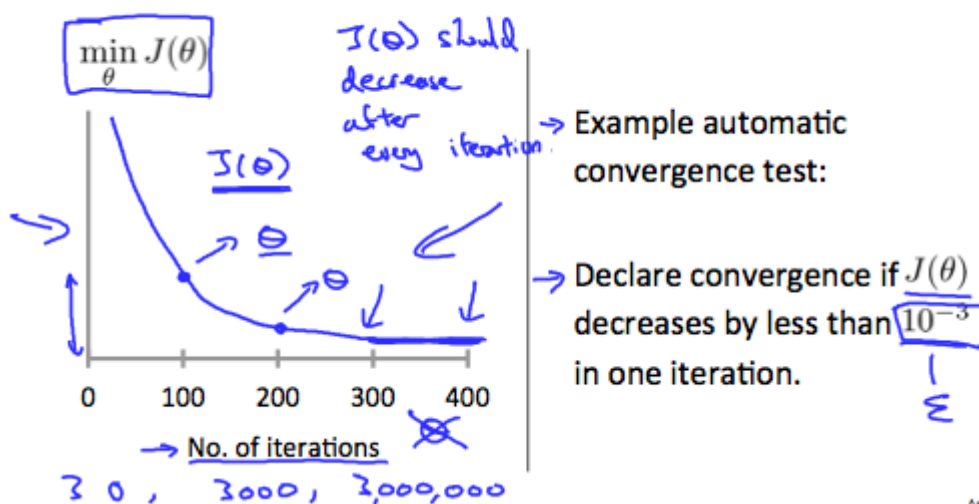 min J(θ)
θ
J(θ) should
decrease
after
every iteration.
J(θ)
θ
θ
0 100 200 300 400
→ No. of iterations
θ
30, 3000, 3,000,000
→ Example automatic
convergence test:
→ Declare convergence if J(θ)
decreases by less than 10⁻³
in one iteration.
ε